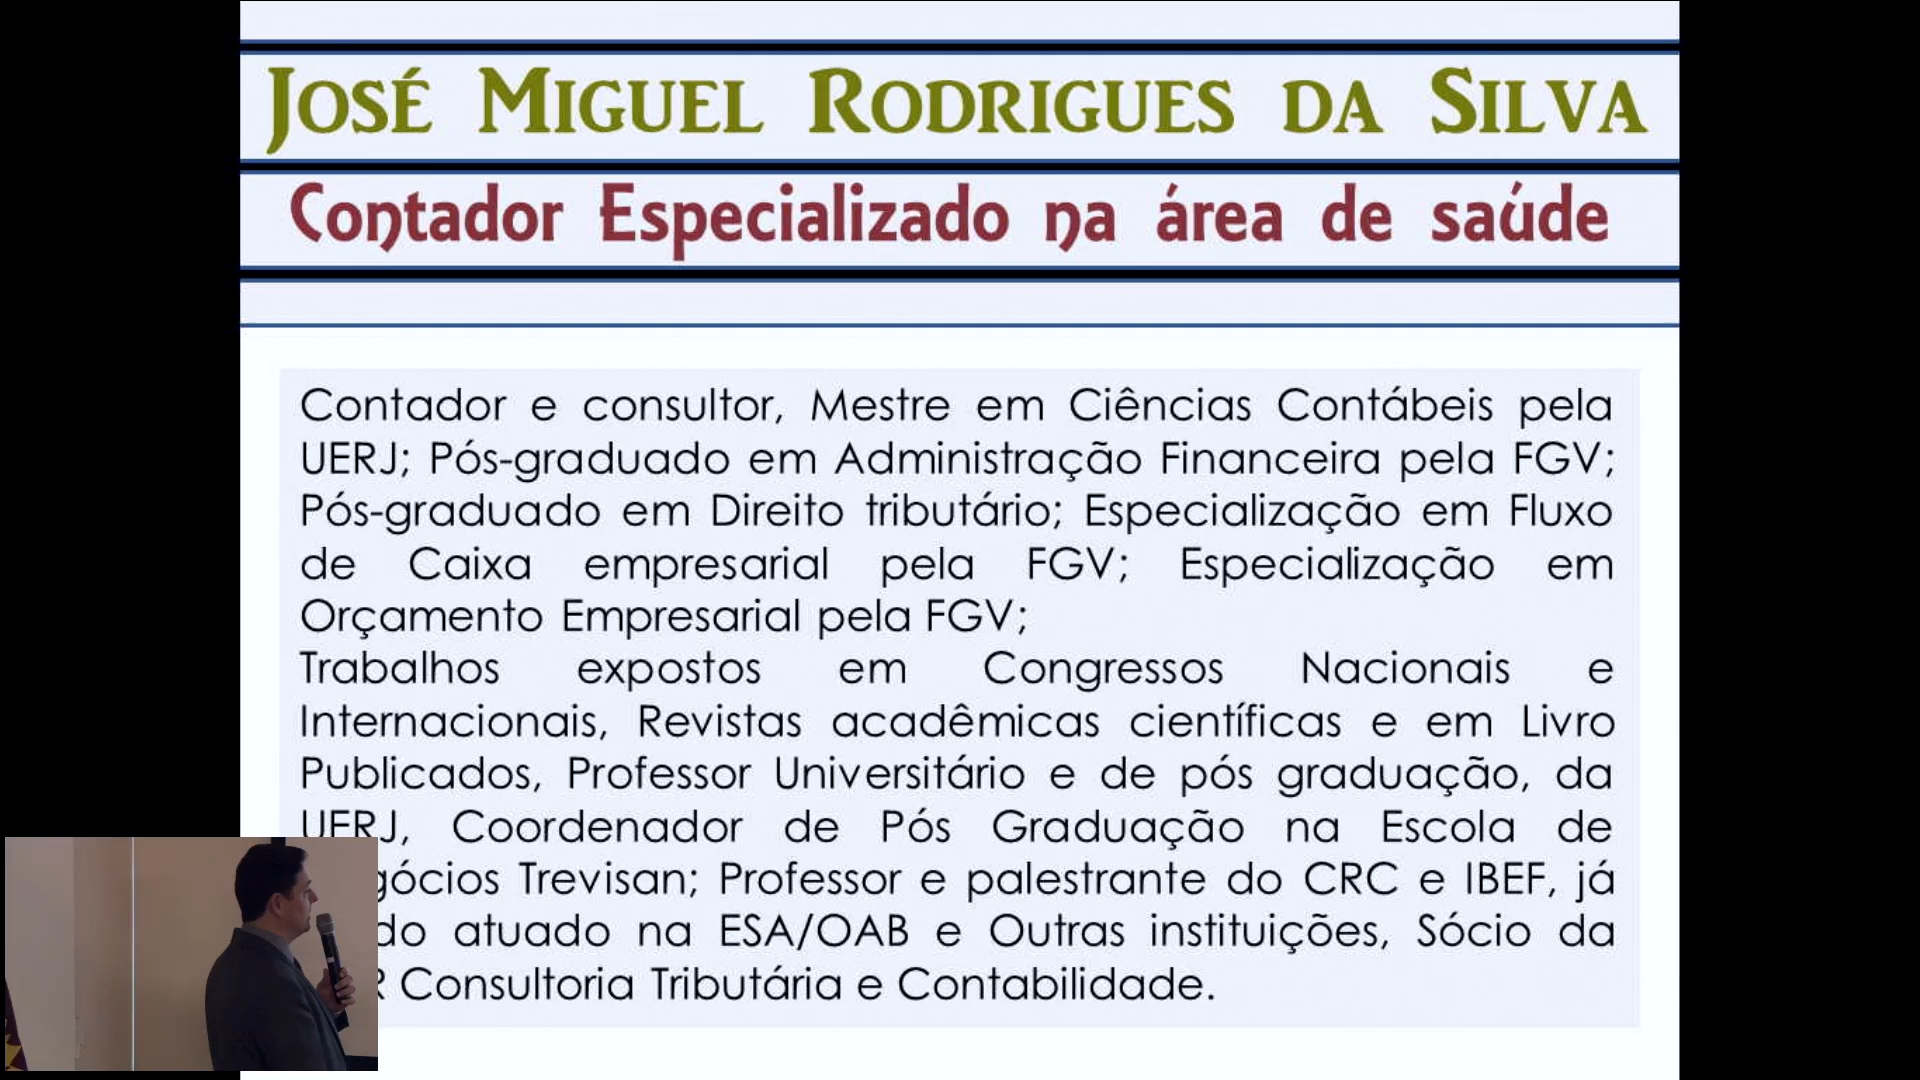 José Miguel Rodrigues da Silva
Contador Especializado na área de saúde
Contador e consultor, Mestre em Ciências Contábeis pela
UERJ; Pós-graduado em Administração Financeira pela FGV;
Pós-graduado em Direito tributário; Especialização em Fluxo
de Caixa empresarial pela FGV; Especialização em
Orçamento Empresarial pela FGV;
Trabalhos expostos em Congressos Nacionais e
Internacionais, Revistas acadêmicas científicas e em Livro
Publicados, Professor Universitário e de pós graduação, da
UERJ, Coordenador de Pós Graduação na Escola de
Trevisan; Professor e palestrante do CRC e IBEF, já
atuado na ESA/OAB e Outras instituições, Sócio da
Consultoria Tributária e Contabilidade.